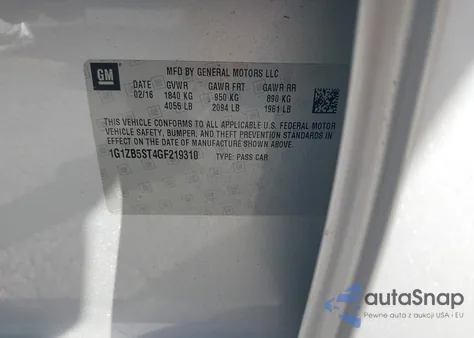 GM
MFD BY GENERAL MOTORS LLC
DATE GVWR GAWR FRT GAWR RR
02/16 1840 KG 950 KG 890 KG
4056 LB 2094 LB 1961 LB
THIS VEHICLE CONFORMS TO ALL APPLICABLE U.S. FEDERAL MOTOR
VEHICLE SAFETY, BUMPER, AND THEFT PREVENTION STANDARDS IN
EFFECT ON THE DATE OF MANUFACTURE SHOWN ABOVE.
1G1ZB5ST4GF219310 TYPE: PASS CAR
autaSnap
Pewne auta z aukcji USA i EU